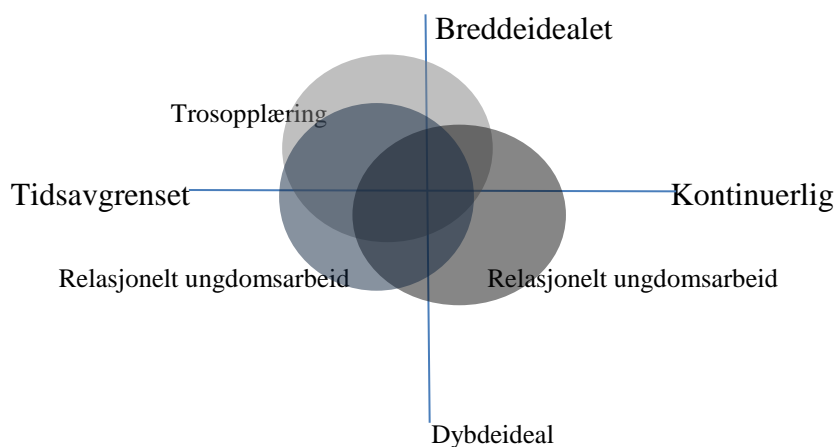 Breddeidealet
Trosopplæring
Tidsavgrenset
Kontinuerlig
Relasjonelt ungdomsarbeid
Relasjonelt ungdomsarbeid
Dybdeideal